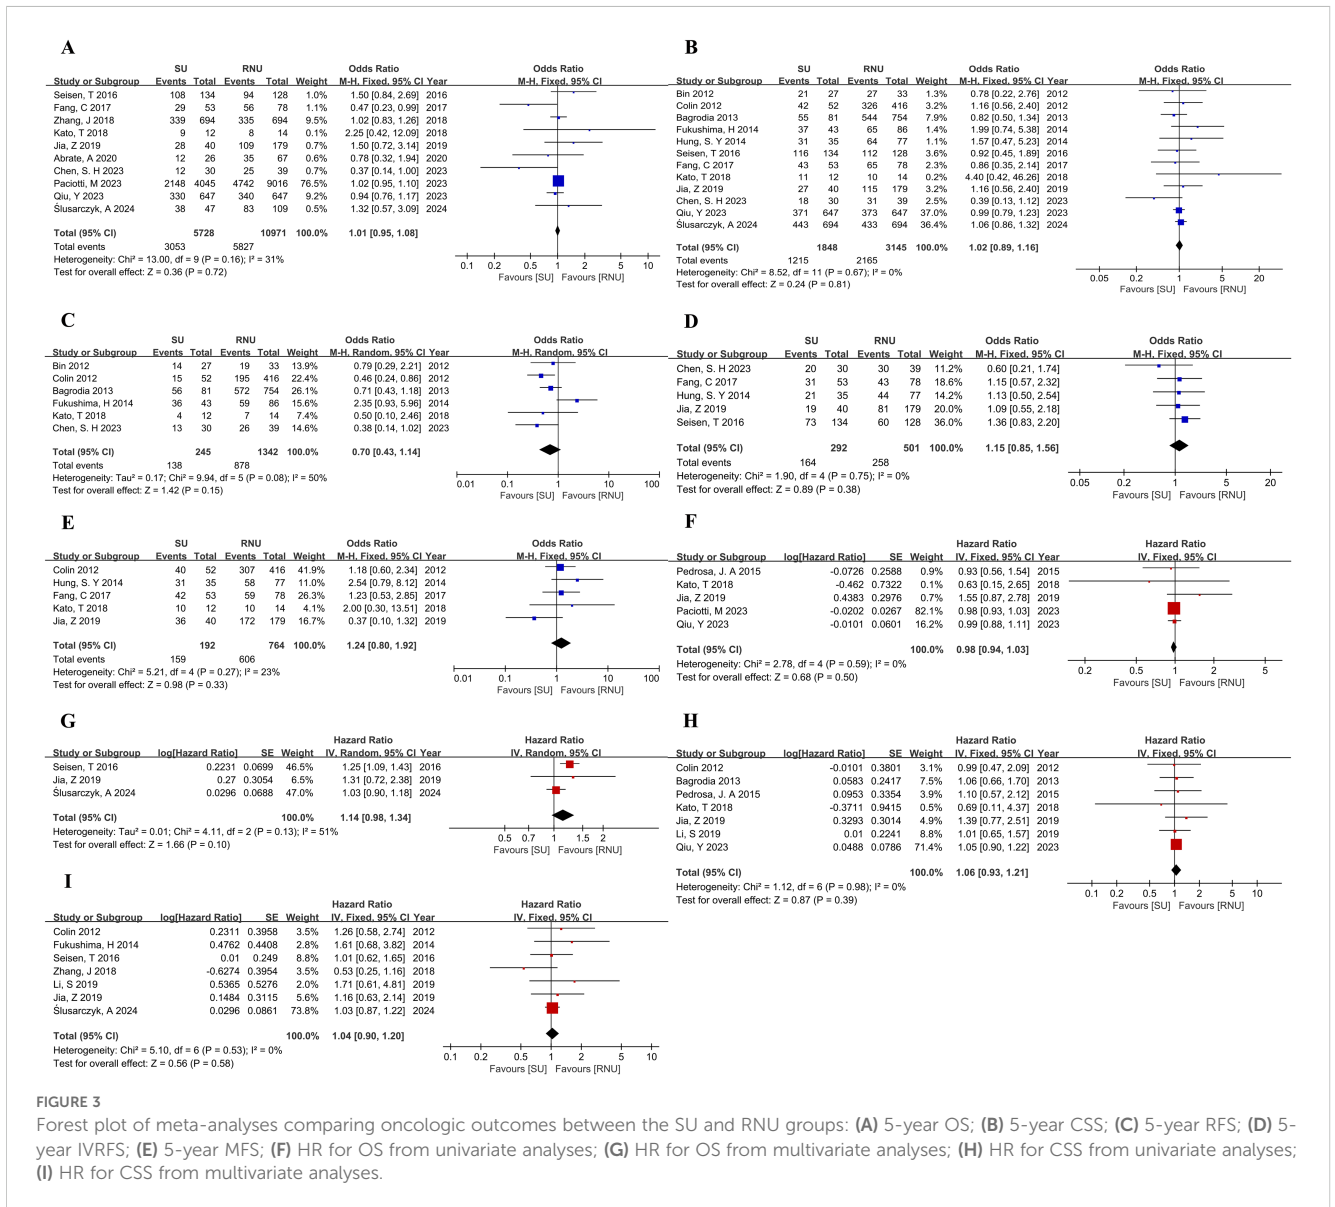 A
SU RNU Odds Ratio Odds Ratio
Study or Subgroup Events Total Events Total Weight M-H. Fixed. 95% CI Year M-H. Fixed. 95% CI
Seisen, T 2016 108 134 94 128 1.0% 1.50 [0.84, 2.69] 2016
Fang, C 2017 29 53 56 78 1.1% 0.47 [0.23, 0.99] 2017
Zhang, J 2018 339 694 335 694 9.4% 1.02 [0.83, 1.26] 2018
Kato, T 2018 9 12 8 14 0.1% 2.25 [0.42, 12.09] 2018
Jia, Z 2019 28 40 109 179 0.7% 1.50 [0.72, 3.14] 2019
Abrate, A 2020 12 26 35 67 0.6% 0.78 [0.32, 1.94] 2020
Chen, S. H 2023 12 30 25 39 0.7% 0.37 [0.14, 1.00] 2023
Paciotti, M 2023 2148 4045 4742 9016 76.5% 1.02 [0.95, 1.10] 2023
Qiu, Y 2023 330 647 340 647 9.4% 0.94 [0.76, 1.17] 2023
Ślusarczyk, A 2024 38 47 83 109 0.5% 1.32 [0.57, 3.09] 2024
Total (95% CI) 5728 10971 100.0% 1.01 [0.95, 1.08]
Total events 3053 5827
Heterogeneity: Chi² = 13.00, df = 9 (P = 0.16); I² = 31%
Test for overall effect: Z = 0.36 (P = 0.72)
0.1 0.2 0.5 1 2 5 10
Favours [SU] Favours [RNU]
B
SU RNU Odds Ratio Odds Ratio
Study or Subgroup Events Total Events Total Weight M-H. Fixed. 95% CI Year M-H. Fixed. 95% CI
Bin 2012 21 27 27 33 0.8% 0.78 [0.22, 2.76] 2012
Colin 2012 42 52 326 416 3.2% 1.16 [0.56, 2.40] 2012
Bagrodia 2013 55 81 544 754 7.9% 0.82 [0.50, 1.34] 2013
Fukushima, H 2014 37 43 65 86 1.4% 1.99 [0.74, 5.38] 2014
Hung, S. Y 2014 31 35 64 77 1.1% 1.57 [0.47, 5.23] 2014
Seisen, T 2016 116 134 112 128 3.6% 0.92 [0.45, 1.89] 2016
Fang, C 2017 43 53 65 78 2.5% 0.86 [0.35, 2.14] 2017
Kato, T 2018 11 12 10 14 0.2% 4.40 [0.42, 46.26] 2018
Jia, Z 2019 27 40 115 179 3.2% 1.16 [0.56, 2.40] 2019
Chen, S. H 2023 18 30 31 39 2.7% 0.39 [0.13, 1.12] 2023
Qiu, Y 2023 371 647 373 647 37.0% 0.99 [0.79, 1.23] 2023
Ślusarczyk, A 2024 443 694 433 694 36.4% 1.06 [0.86, 1.32] 2024
Total (95% CI) 1848 3145 100.0% 1.02 [0.89, 1.16]
Total events 1215 2165
Heterogeneity: Chi² = 8.52, df = 11 (P = 0.67); I² = 0%
Test for overall effect: Z = 0.24 (P = 0.81)
0.05 0.2 1 5 20
Favours [SU] Favours [RNU]
C
SU RNU Odds Ratio Odds Ratio
Study or Subgroup Events Total Events Total Weight M-H. Random. 95% CI Year M-H. Random. 95% CI
Bin 2012 14 27 19 33 13.9% 0.79 [0.29, 2.21] 2012
Colin 2012 15 52 195 416 22.4% 0.46 [0.24, 0.86] 2012
Bagrodia 2013 56 81 572 754 26.1% 0.71 [0.43, 1.18] 2013
Fukushima, H 2014 36 43 59 86 15.6% 2.35 [0.93, 5.96] 2014
Kato, T 2018 4 12 7 14 7.4% 0.50 [0.10, 2.46] 2018
Chen, S. H 2023 13 30 26 39 14.6% 0.38 [0.14, 1.02] 2023
Total (95% CI) 245 1342 100.0% 0.70 [0.43, 1.14]
Total events 138 878
Heterogeneity: Tau² = 0.17; Chi² = 9.94, df = 5 (P = 0.08); I² = 50%
Test for overall effect: Z = 1.42 (P = 0.15)
0.01 0.1 1 10 100
Favours [SU] Favours [RNU]
D
SU RNU Odds Ratio Odds Ratio
Study or Subgroup Events Total Events Total Weight M-H. Fixed. 95% CI Year M-H. Fixed. 95% CI
Chen, S. H 2023 20 30 30 39 11.2% 0.60 [0.21, 1.74] 2023
Fang, C 2017 31 53 43 78 18.6% 1.15 [0.57, 2.32] 2017
Hung, S. Y 2014 21 35 44 77 14.1% 1.13 [0.50, 2.54] 2014
Jia, Z 2019 19 40 81 179 20.0% 1.09 [0.55, 2.18] 2019
Seisen, T 2016 73 134 60 128 36.0% 1.36 [0.83, 2.20] 2016
Total (95% CI) 292 501 100.0% 1.15 [0.85, 1.56]
Total events 164 258
Heterogeneity: Chi² = 1.90, df = 4 (P = 0.75); I² = 0%
Test for overall effect: Z = 0.89 (P = 0.38)
0.05 0.2 1 5 20
Favours [SU] Favours [RNU]
E
SU RNU Odds Ratio Odds Ratio
Study or Subgroup Events Total Events Total Weight M-H. Fixed. 95% CI Year M-H. Fixed. 95% CI
Colin 2012 40 52 307 416 41.9% 1.18 [0.60, 2.34] 2012
Hung, S. Y 2014 31 35 58 77 11.0% 2.54 [0.79, 8.12] 2014
Fang, C 2017 42 53 59 78 26.3% 1.23 [0.53, 2.85] 2017
Kato, T 2018 10 12 10 14 4.1% 2.00 [0.30, 13.51] 2018
Jia, Z 2019 36 40 172 179 16.7% 0.37 [0.10, 1.32] 2019
Total (95% CI) 192 764 100.0% 1.24 [0.80, 1.92]
Total events 159 606
Heterogeneity: Chi² = 5.21, df = 4 (P = 0.27); I² = 23%
Test for overall effect: Z = 0.98 (P = 0.33)
0.01 0.1 1 10 100
Favours [SU] Favours [RNU]
F
Hazard Ratio Hazard Ratio
Study or Subgroup log[Hazard Ratio] SE Weight IV. Fixed. 95% CI Year IV. Fixed. 95% CI
Pedrosa, J. A 2015 -0.0726 0.2588 0.9% 0.93 [0.56, 1.54] 2015
Kato, T 2018 -0.462 0.7322 0.1% 0.63 [0.15, 2.65] 2018
Jia, Z 2019 0.4383 0.2976 0.7% 1.55 [0.87, 2.78] 2019
Paciotti, M 2023 -0.0202 0.0267 82.1% 0.98 [0.93, 1.03] 2023
Qiu, Y 2023 -0.0101 0.0601 16.2% 0.99 [0.88, 1.11] 2023
Total (95% CI) 100.0% 0.98 [0.94, 1.03]
Heterogeneity: Chi² = 2.78, df = 4 (P = 0.59); I² = 0%
Test for overall effect: Z = 0.68 (P = 0.50)
0.2 0.5 1 2 5
Favours [SU] Favours [RNU]
G
Hazard Ratio Hazard Ratio
Study or Subgroup log[Hazard Ratio] SE Weight IV. Random. 95% CI Year IV. Random. 95% CI
Seisen, T 2016 0.2231 0.0699 46.5% 1.25 [1.09, 1.43] 2016
Jia, Z 2019 0.27 0.3054 6.5% 1.31 [0.72, 2.38] 2019
Ślusarczyk, A 2024 0.0296 0.0688 47.0% 1.03 [0.90, 1.18] 2024
Total (95% CI) 100.0% 1.14 [0.98, 1.34]
Heterogeneity: Tau² = 0.01; Chi² = 4.11, df = 2 (P = 0.13); I² = 51%
Test for overall effect: Z = 1.66 (P = 0.10)
0.5 0.7 1 1.5 2
Favours [SU] Favours [RNU]
H
Hazard Ratio Hazard Ratio
Study or Subgroup log[Hazard Ratio] SE Weight IV. Fixed. 95% CI Year IV. Fixed. 95% CI
Colin 2012 -0.0101 0.3801 3.1% 0.99 [0.47, 2.09] 2012
Bagrodia 2013 0.0583 0.2417 7.5% 1.06 [0.66, 1.70] 2013
Pedrosa, J. A 2015 0.0953 0.3354 3.9% 1.10 [0.57, 2.12] 2015
Kato, T 2018 -0.3711 0.9415 0.5% 0.69 [0.11, 4.37] 2018
Jia, Z 2019 0.3293 0.3014 4.9% 1.39 [0.77, 2.51] 2019
Li, S 2019 0.01 0.2241 8.8% 1.01 [0.65, 1.57] 2019
Qiu, Y 2023 0.0488 0.0786 71.4% 1.05 [0.90, 1.22] 2023
Total (95% CI) 100.0% 1.06 [0.93, 1.21]
Heterogeneity: Chi² = 1.12, df = 6 (P = 0.98); I² = 0%
Test for overall effect: Z = 0.87 (P = 0.39)
0.1 0.2 0.5 1 2 5 10
Favours [SU] Favours [RNU]
I
Hazard Ratio Hazard Ratio
Study or Subgroup log[Hazard Ratio] SE Weight IV. Fixed. 95% CI Year IV. Fixed. 95% CI
Colin 2012 0.2311 0.3958 3.5% 1.26 [0.58, 2.74] 2012
Fukushima, H 2014 0.4762 0.4408 2.8% 1.61 [0.68, 3.82] 2014
Seisen, T 2016 0.01 0.249 8.8% 1.01 [0.62, 1.65] 2016
Zhang, J 2018 -0.6274 0.3954 3.5% 0.53 [0.25, 1.16] 2018
Li, S 2019 0.5365 0.5276 2.0% 1.71 [0.61, 4.81] 2019
Jia, Z 2019 0.1484 0.3115 5.6% 1.16 [0.63, 2.14] 2019
Ślusarczyk, A 2024 0.0296 0.0861 73.8% 1.03 [0.87, 1.22] 2024
Total (95% CI) 100.0% 1.04 [0.90, 1.20]
Heterogeneity: Chi² = 5.10, df = 6 (P = 0.53); I² = 0%
Test for overall effect: Z = 0.56 (P = 0.58)
0.1 0.2 0.5 1 2 5 10
Favours [SU] Favours [RNU]
FIGURE 3
Forest plot of meta-analyses comparing oncologic outcomes between the SU and RNU groups: (A) 5-year OS; (B) 5-year CSS; (C) 5-year RFS; (D) 5-
year IVRFS; (E) 5-year MFS; (F) HR for OS from univariate analyses; (G) HR for OS from multivariate analyses; (H) HR for CSS from univariate analyses;
(I) HR for CSS from multivariate analyses.